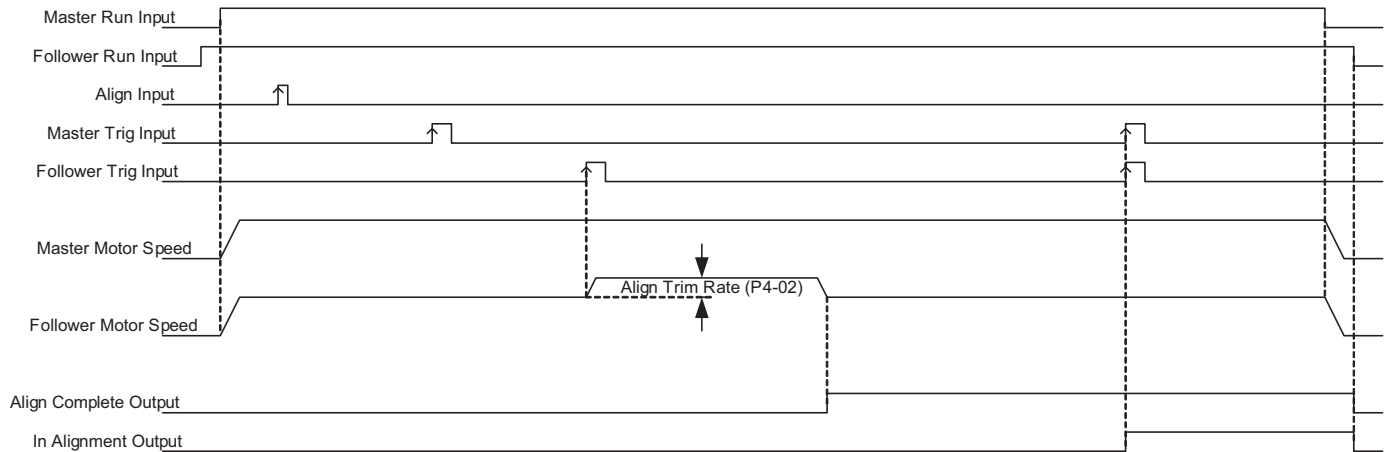 Master Run Input
Follower Run Input
Align Input
Master Trig Input
Follower Trig Input
Master Motor Speed
Align Trim Rate (P4-02)
Follower Motor Speed
Align Complete Output
In Alignment Output